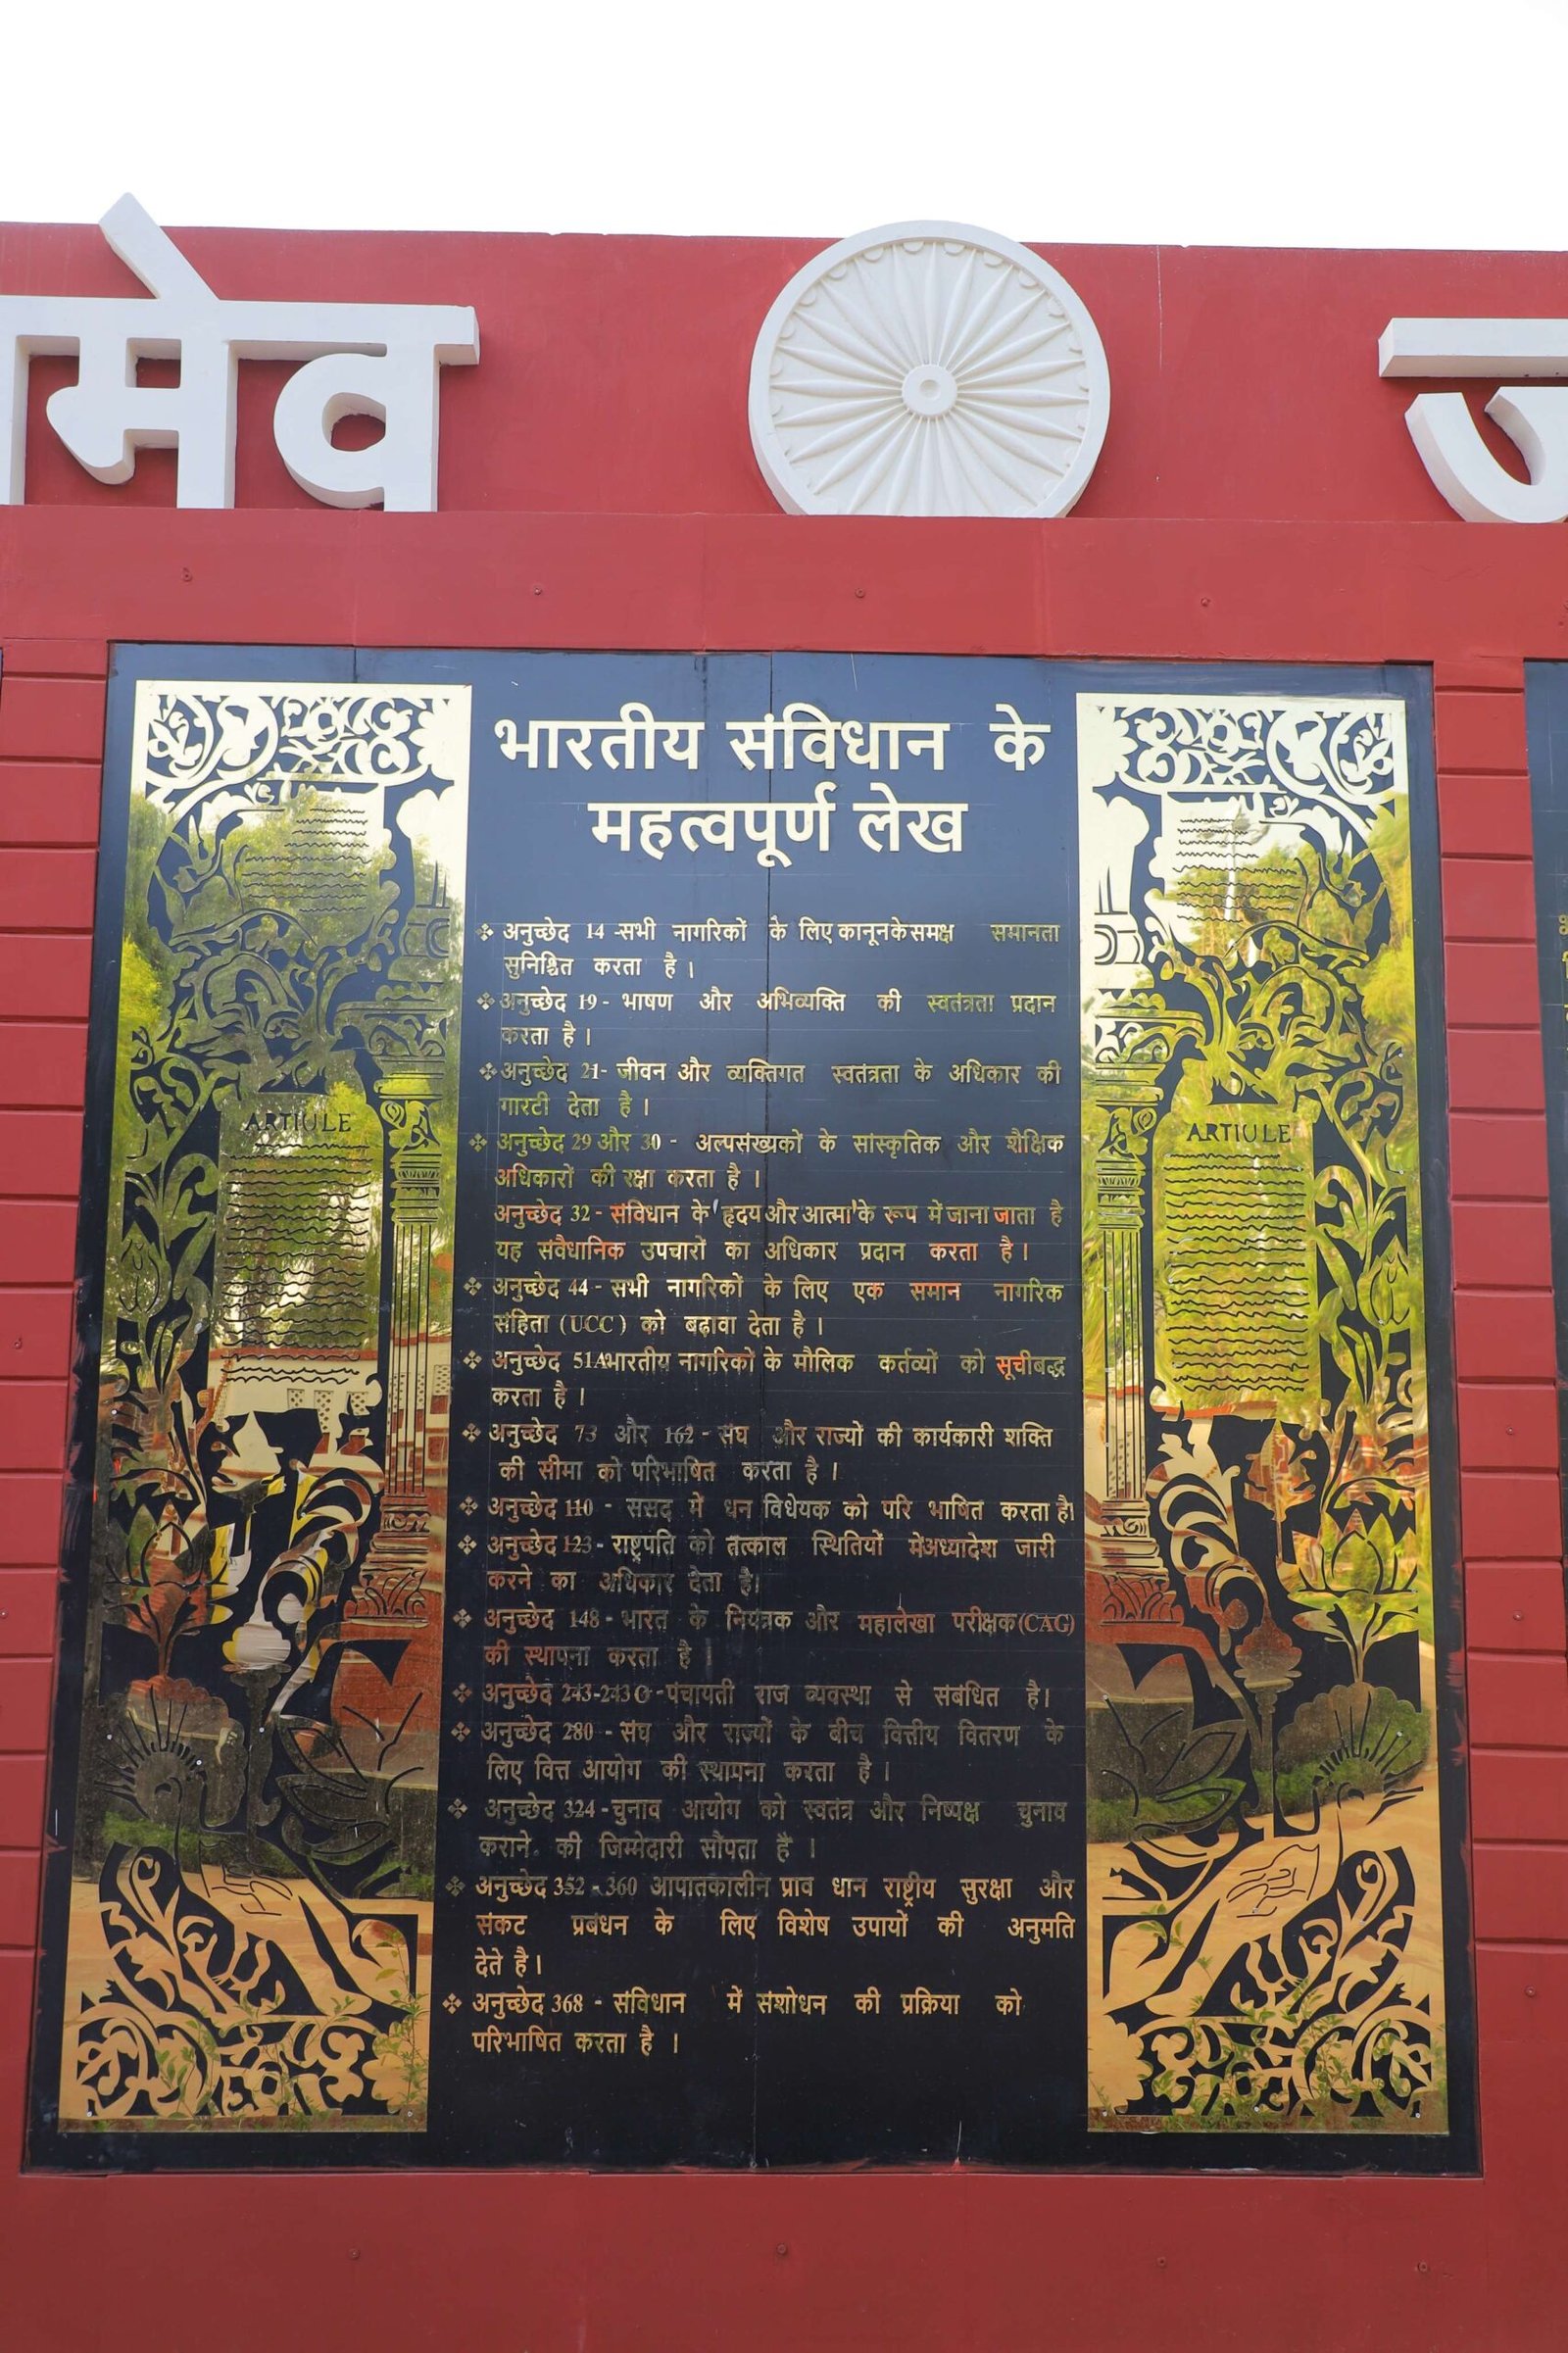 मेव
भारतीय संविधान के
महत्वपूर्ण लेख
ARTIULE
ARTIULE
अनुच्छेद 14 -सभी नागरिकों के लिए कानून के समक्ष समानता
सुनिश्चित करता है ।
अनुच्छेद 19 - भाषण और अभिव्यक्ति की स्वतंत्रता प्रदान
करता है ।
अनुच्छेद 21- जीवन और व्यक्तिगत स्वतंत्रता के अधिकार की
गारटी देता है ।
अनुच्छेद 29 और 30 - अल्पसंख्यकों के सांस्कृतिक और शैक्षिक
अधिकारों की रक्षा करता है ।
अनुच्छेद 32 - संविधान के 'हृदय और आत्मा' के रूप में जाना जाता है
यह संवैधानिक उपचारों का अधिकार प्रदान करता है ।
अनुच्छेद 44 - सभी नागरिकों के लिए एक समान नागरिक
संहिता (UCC) को बढ़ावा देता है ।
अनुच्छेद 51A भारतीय नागरिकों के मौलिक कर्तव्यों को सूचीबद्ध
करता है ।
अनुच्छेद 73 और 162 - संघ और राज्यों की कार्यकारी शक्ति
की सीमा को परिभाषित करता है ।
अनुच्छेद 110 - संसद में धन विधेयक को परि भाषित करता है।
अनुच्छेद 123 - राष्ट्रपति को तत्काल स्थितियों में अध्यादेश जारी
करने का अधिकार देता है।
अनुच्छेद 148 - भारत के नियंत्रक और महालेखा परीक्षक (CAG)
की स्थापना करता है ।
अनुच्छेद 243-243 O -पंचायती राज व्यवस्था से संबंधित है।
अनुच्छेद 280 - संघ और राज्यों के बीच वित्तीय वितरण के
लिए वित्त आयोग की स्थापना करता है ।
अनुच्छेद 324 - चुनाव आयोग को स्वतंत्र और निष्पक्ष चुनाव
कराने की जिम्मेदारी सौंपता है ।
अनुच्छेद 352 - 360 आपातकालीन प्राव धान राष्ट्रीय सुरक्षा और
संकट प्रबंधन के लिए विशेष उपायों की अनुमति
देते है ।
अनुच्छेद 368 - संविधान में संशोधन की प्रक्रिया को
परिभाषित करता है ।